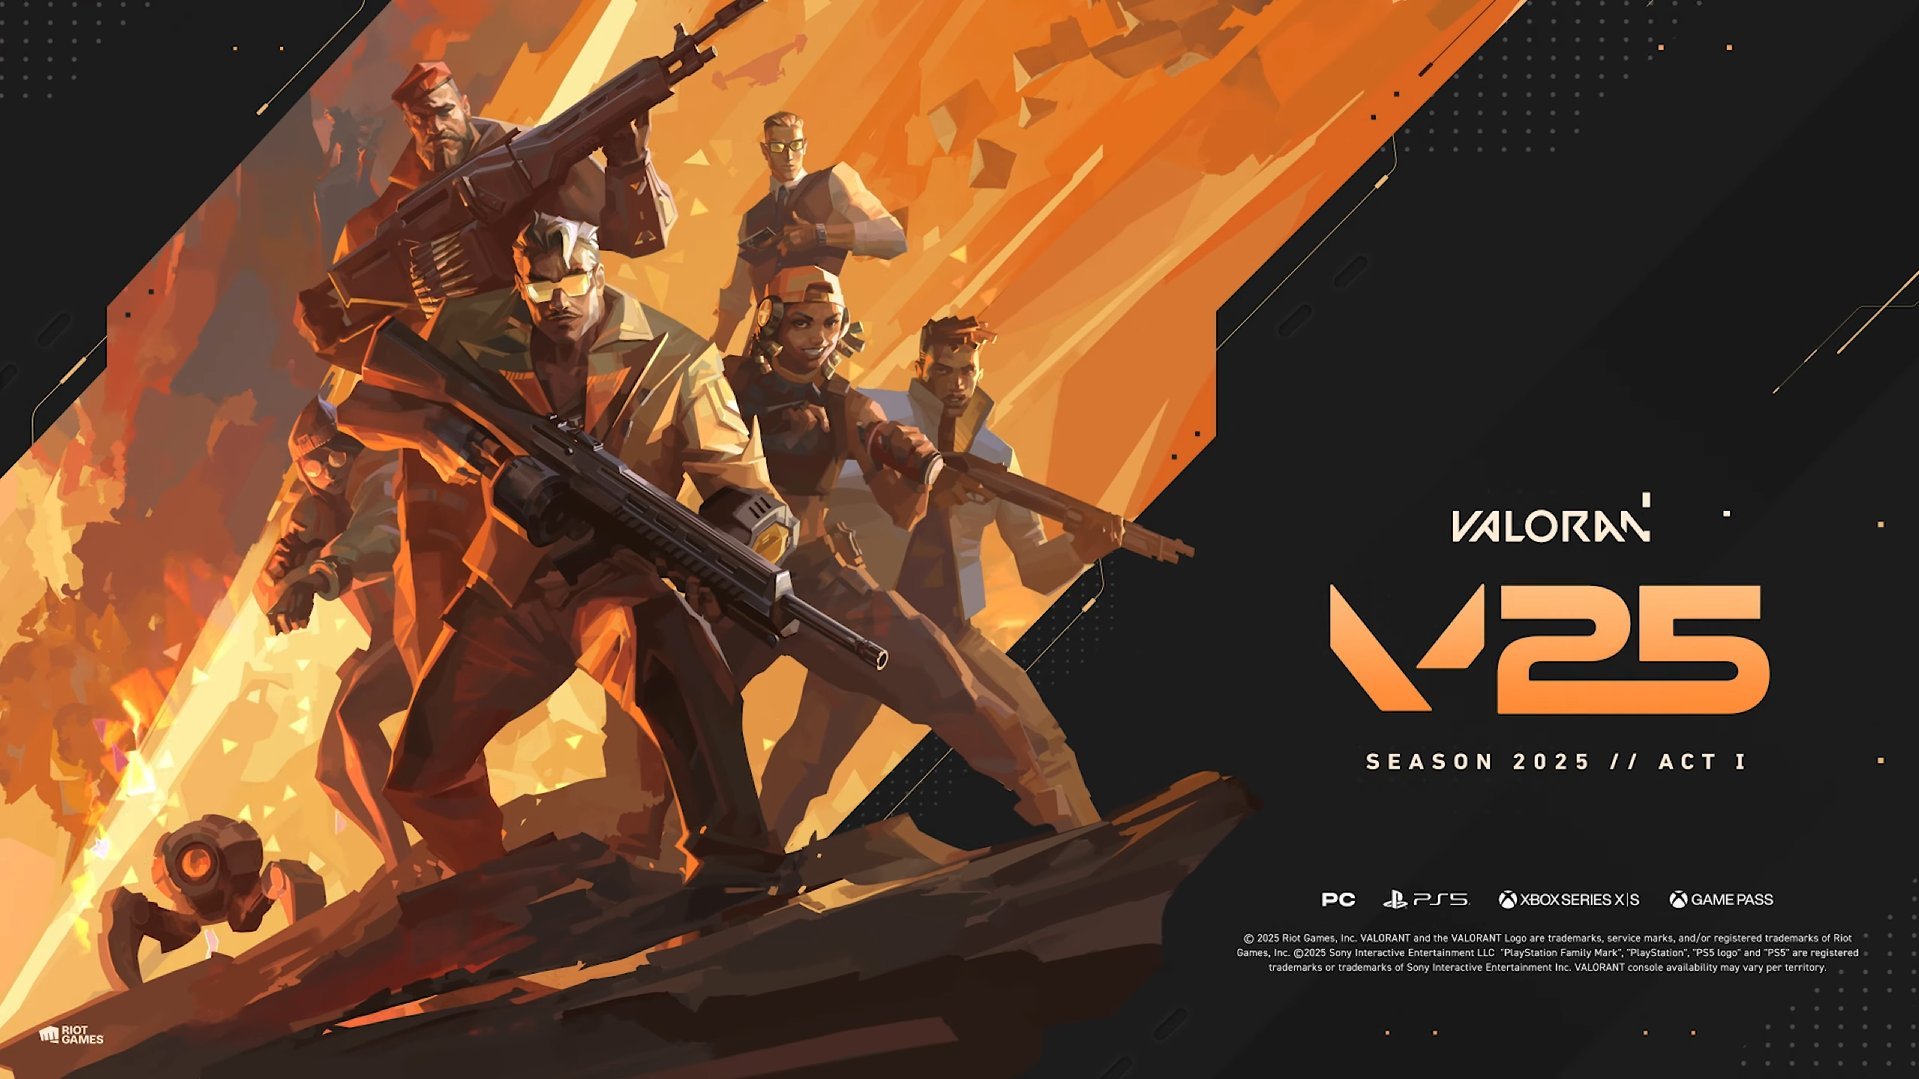 VALORANT
V25
SEASON 2025 // ACT I
PC PS5 XBOX SERIES X|S GAME PASS
© 2025 Riot Games, Inc. VALORANT and the VALORANT Logo are trademarks, service marks, and/or registered trademarks of Riot
Games, Inc. ©2025 Sony Interactive Entertainment LLC "PlayStation Family Mark", "PlayStation", "PS5 logo" and "PS5" are registered
trademarks or trademarks of Sony Interactive Entertainment Inc. VALORANT console availability may vary per territory.
RIOT
GAMES